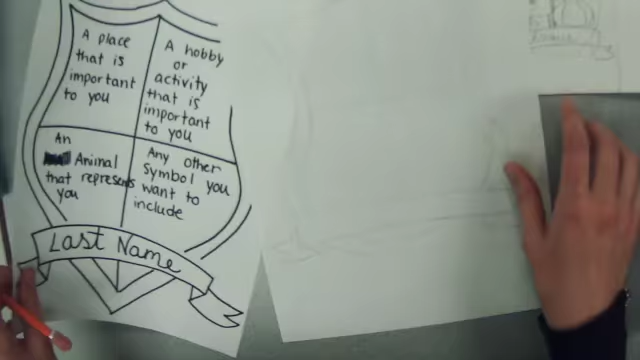 A place
that is
important
to you
A hobby
or
activity
that is
important
to you
An
Animal
that represents
you
Any other
Symbol you
want to
include
Last Name